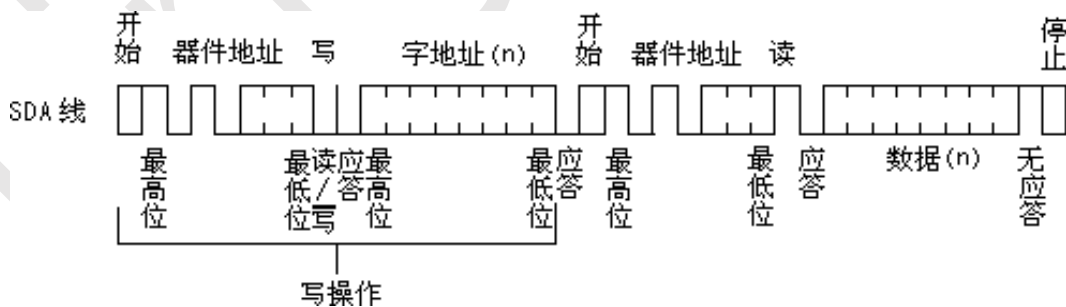 开始 器件地址 写 字地址(n) 开始 器件地址 读 停止
SDA 线
最高位 最低位 读/写 应答 最高位 最低位 应答 最高位 最低位 应答 数据(n) 无应答
写操作